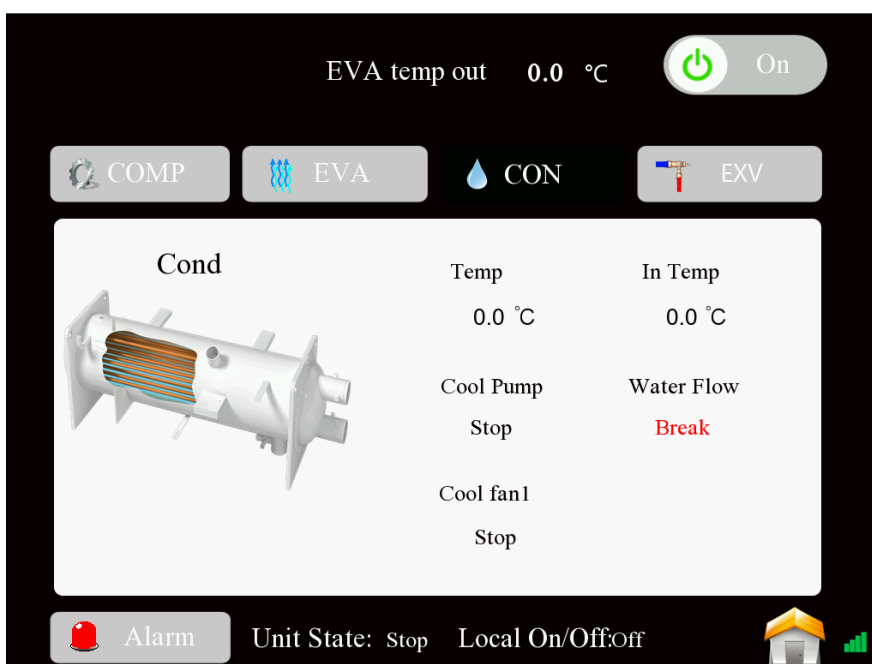 EVA temp out 0.0 °C On
COMP EVA CON EXV
Cond
Temp In Temp
0.0 °C 0.0 °C
Cool Pump Water Flow
Stop Break
Cool fan1
Stop
Alarm Unit State: Stop Local On/Off:Off